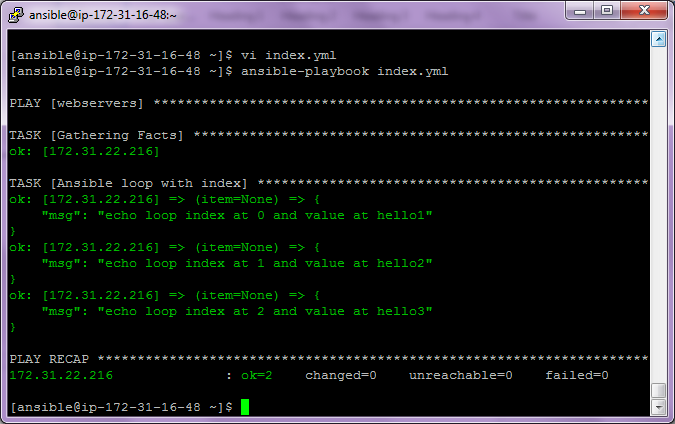 ansible@ip-172-31-16-48:~
[ansible@ip-172-31-16-48 ~]$ vi index.yml
[ansible@ip-172-31-16-48 ~]$ ansible-playbook index.yml
PLAY [webservers] **************************************************************
TASK [Gathering Facts] *********************************************************
ok: [172.31.22.216]
TASK [Ansible loop with index] *************************************************
ok: [172.31.22.216] => (item=None) => {
    "msg": "echo loop index at 0 and value at hello1"
}
ok: [172.31.22.216] => (item=None) => {
    "msg": "echo loop index at 1 and value at hello2"
}
ok: [172.31.22.216] => (item=None) => {
    "msg": "echo loop index at 2 and value at hello3"
}
PLAY RECAP *********************************************************************
172.31.22.216              : ok=2    changed=0    unreachable=0    failed=0
[ansible@ip-172-31-16-48 ~]$